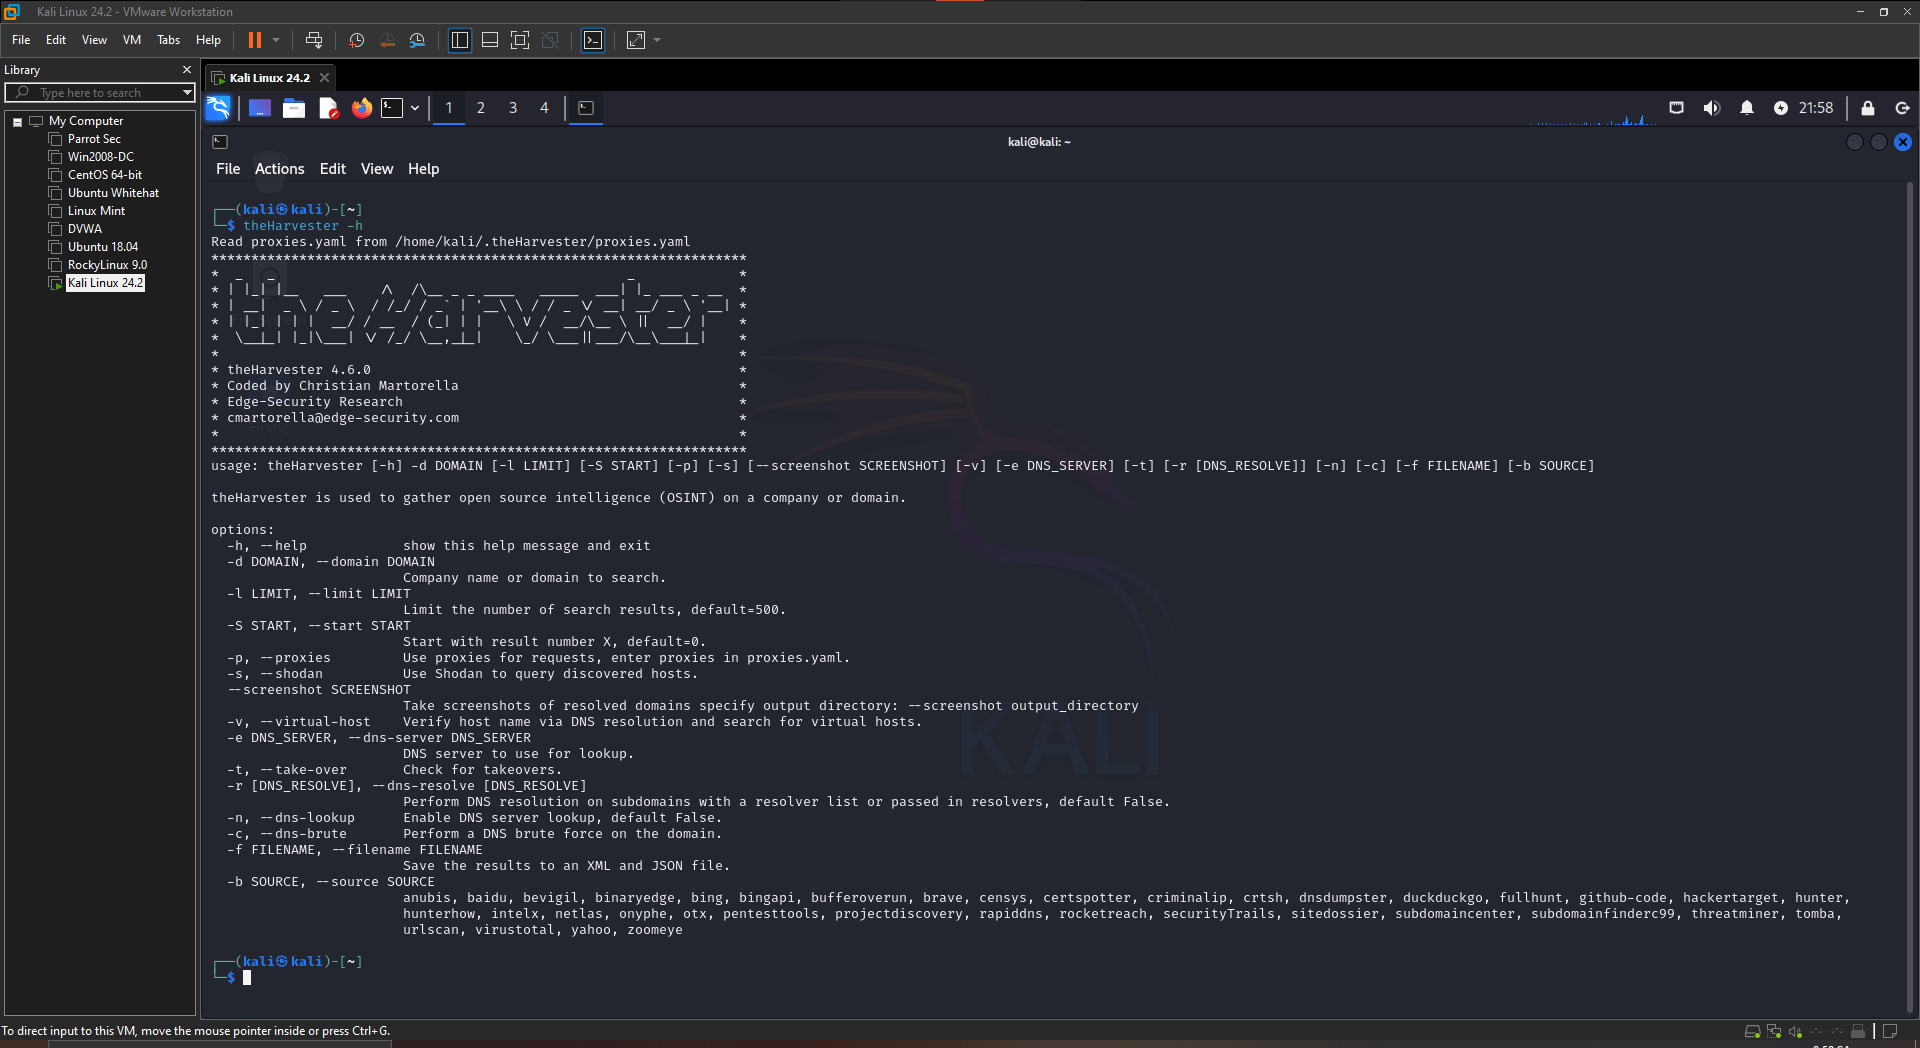 Kali Linux 24.2 - VMware Workstation
File Edit View VM Tabs Help
Library
Type here to search
My Computer
Parrot Sec
Win2008-DC
CentOS 64-bit
Ubuntu Whitehat
Linux Mint
DVWA
Ubuntu 18.04
RockyLinux 9.0
Kali Linux 24.2
Kali Linux 24.2
1 2 3 4
21:58
kali@kali: ~
File Actions Edit View Help
┌──(kali㉿kali)-[~]
└─$ theHarvester -h
Read proxies.yaml from /home/kali/.theHarvester/proxies.yaml
*******************************************************************
theHarvester
* theHarvester 4.6.0 *
* Coded by Christian Martorella *
* Edge-Security Research *
* cmartorella@edge-security.com *
* *
*******************************************************************
usage: theHarvester [-h] -d DOMAIN [-l LIMIT] [-S START] [-p] [-s] [--screenshot SCREENSHOT] [-v] [-e DNS_SERVER] [-t] [-r [DNS_RESOLVE]] [-n] [-c] [-f FILENAME] [-b SOURCE]
theHarvester is used to gather open source intelligence (OSINT) on a company or domain.
options:
-h, --help show this help message and exit
-d DOMAIN, --domain DOMAIN
Company name or domain to search.
-l LIMIT, --limit LIMIT
Limit the number of search results, default=500.
-S START, --start START
Start with result number X, default=0.
-p, --proxies Use proxies for requests, enter proxies in proxies.yaml.
-s, --shodan Use Shodan to query discovered hosts.
--screenshot SCREENSHOT
Take screenshots of resolved domains specify output directory: --screenshot output_directory
-v, --virtual-host Verify host name via DNS resolution and search for virtual hosts.
-e DNS_SERVER, --dns-server DNS_SERVER
DNS server to use for lookup.
-t, --take-over Check for takeovers.
-r [DNS_RESOLVE], --dns-resolve [DNS_RESOLVE]
Perform DNS resolution on subdomains with a resolver list or passed in resolvers, default False.
-n, --dns-lookup Enable DNS server lookup, default False.
-c, --dns-brute Perform a DNS brute force on the domain.
-f FILENAME, --filename FILENAME
Save the results to an XML and JSON file.
-b SOURCE, --source SOURCE
anubis, baidu, bevigil, binaryedge, bing, bingapi, bufferoverun, brave, censys, certspotter, criminalip, crtsh, dnsdumpster, duckduckgo, fullhunt, github-code, hackertarget, hunter,
hunterhow, intelx, netlas, onyphe, otx, pentesttools, projectdiscovery, rapiddns, rocketreach, securityTrails, sitedossier, subdomaincenter, subdomainfinderc99, threatminer, tomba,
urlscan, virustotal, yahoo, zoomeye
KALI
┌──(kali㉿kali)-[~]
└─$
To direct input to this VM, move the mouse pointer inside or press Ctrl+G.